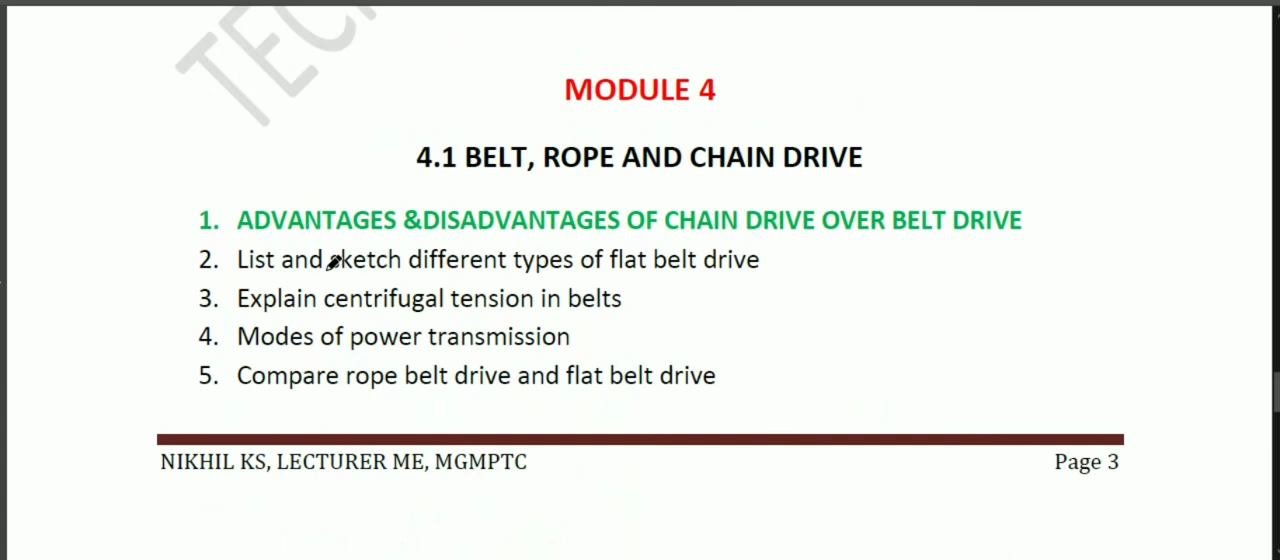 TEC
MODULE 4
4.1 BELT, ROPE AND CHAIN DRIVE
1. ADVANTAGES &DISADVANTAGES OF CHAIN DRIVE OVER BELT DRIVE
2. List and sketch different types of flat belt drive
3. Explain centrifugal tension in belts
4. Modes of power transmission
5. Compare rope belt drive and flat belt drive
NIKHIL KS, LECTURER ME, MGMPTC Page 3